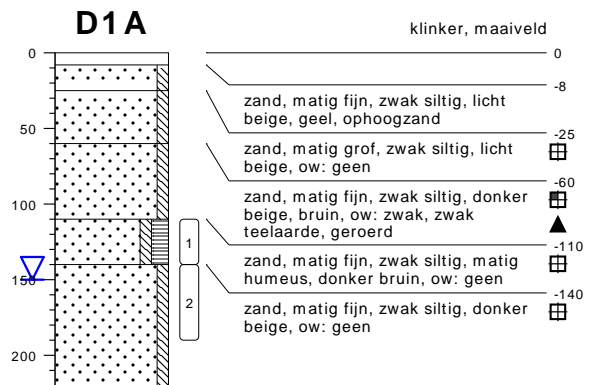 D1A
klinker, maaiveld
0
0
-8
zand, matig fijn, zwak siltig, licht
beige, geel, ophoogzand
-25
50
zand, matig grof, zwak siltig, licht
beige, ow: geen
-60
zand, matig fijn, zwak siltig, donker
beige, bruin, ow: zwak, zwak
teelaarde, geroerd
100
-110
1
zand, matig fijn, zwak siltig, matig
humeus, donker bruin, ow: geen
150
-140
2
zand, matig fijn, zwak siltig, donker
beige, ow: geen
200